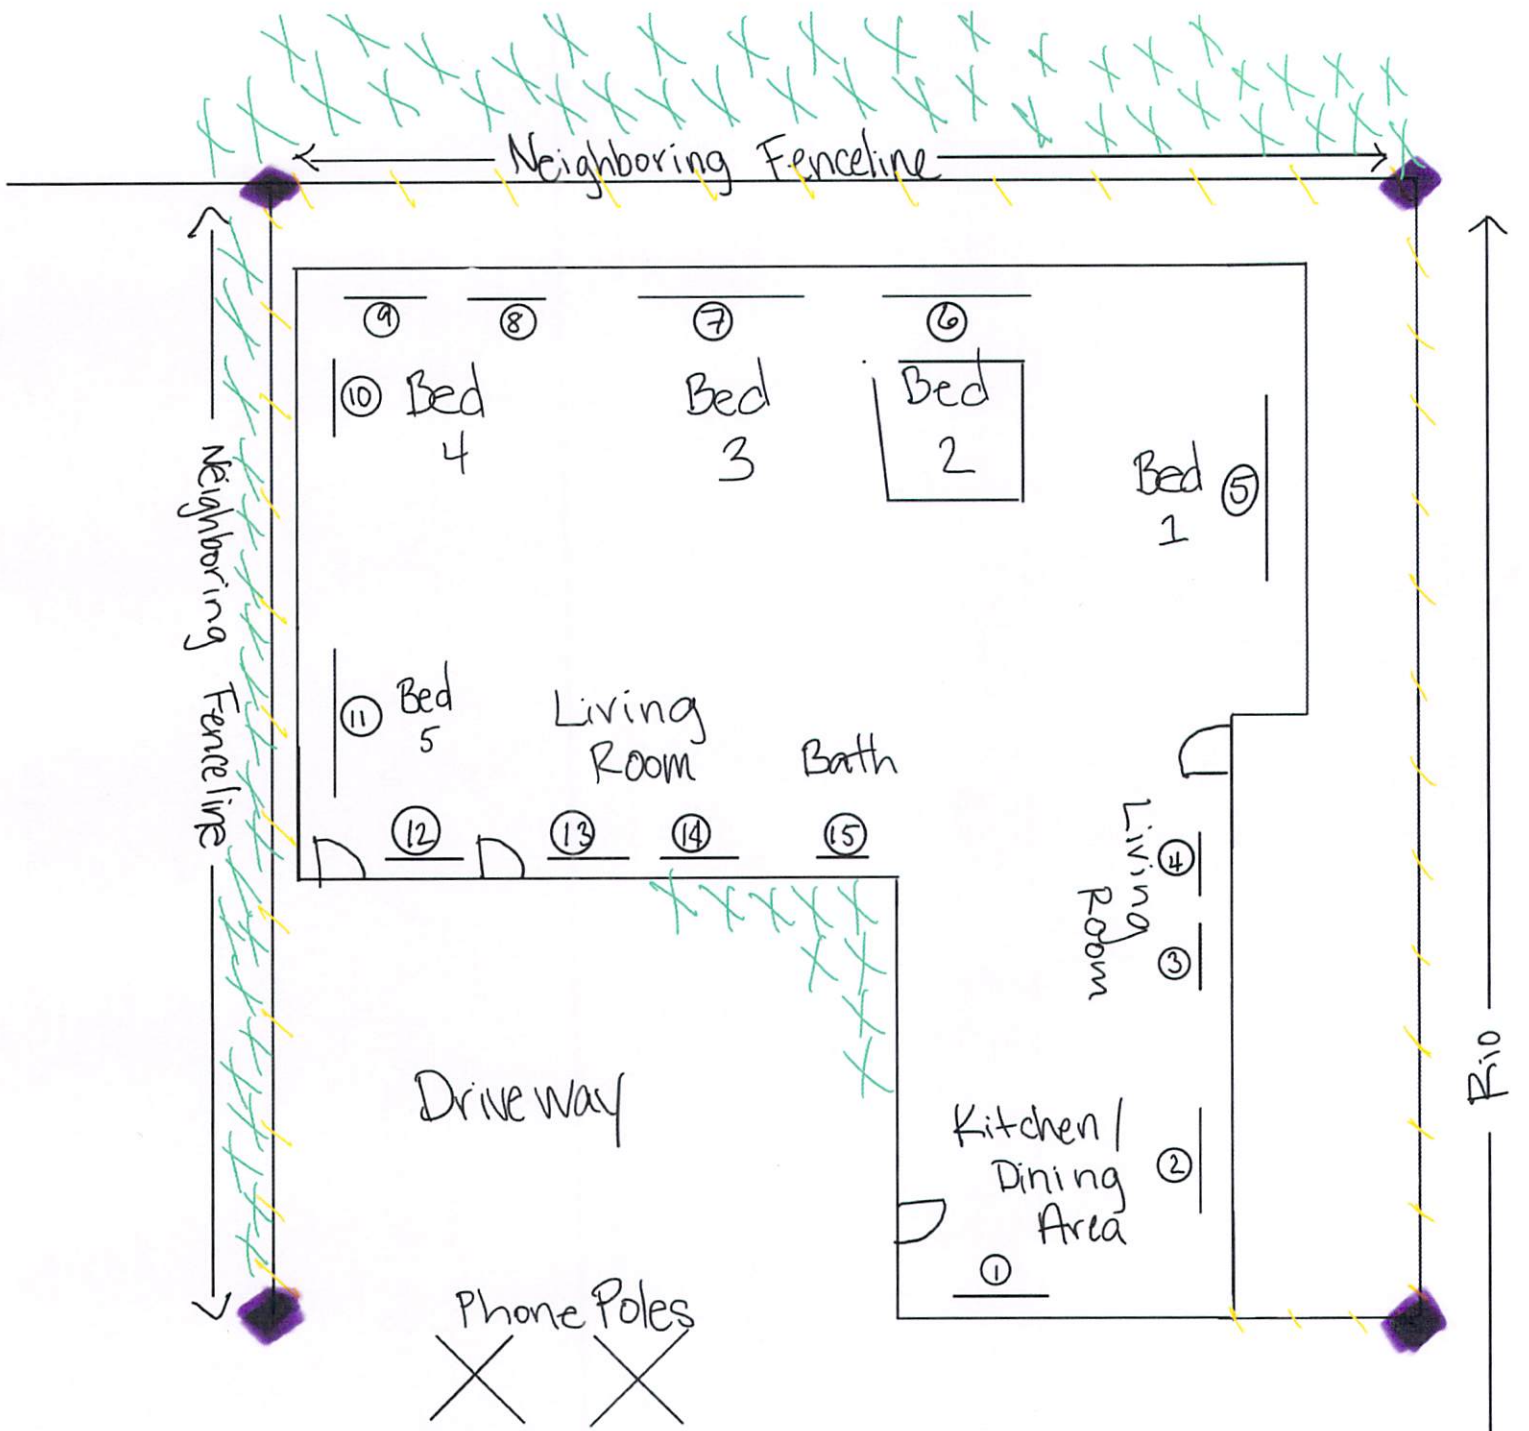 Neighboring Fenceline
9
8
7
6
10
Bed
4
Bed
3
Bed
2
Bed
1
5
Neighboring Fenceline
11
Bed
5
Living
Room
Bath
12
13
14
15
Living
Room
4
3
Rio
Driveway
Kitchen/
Dining
Area
2
1
Phone Poles